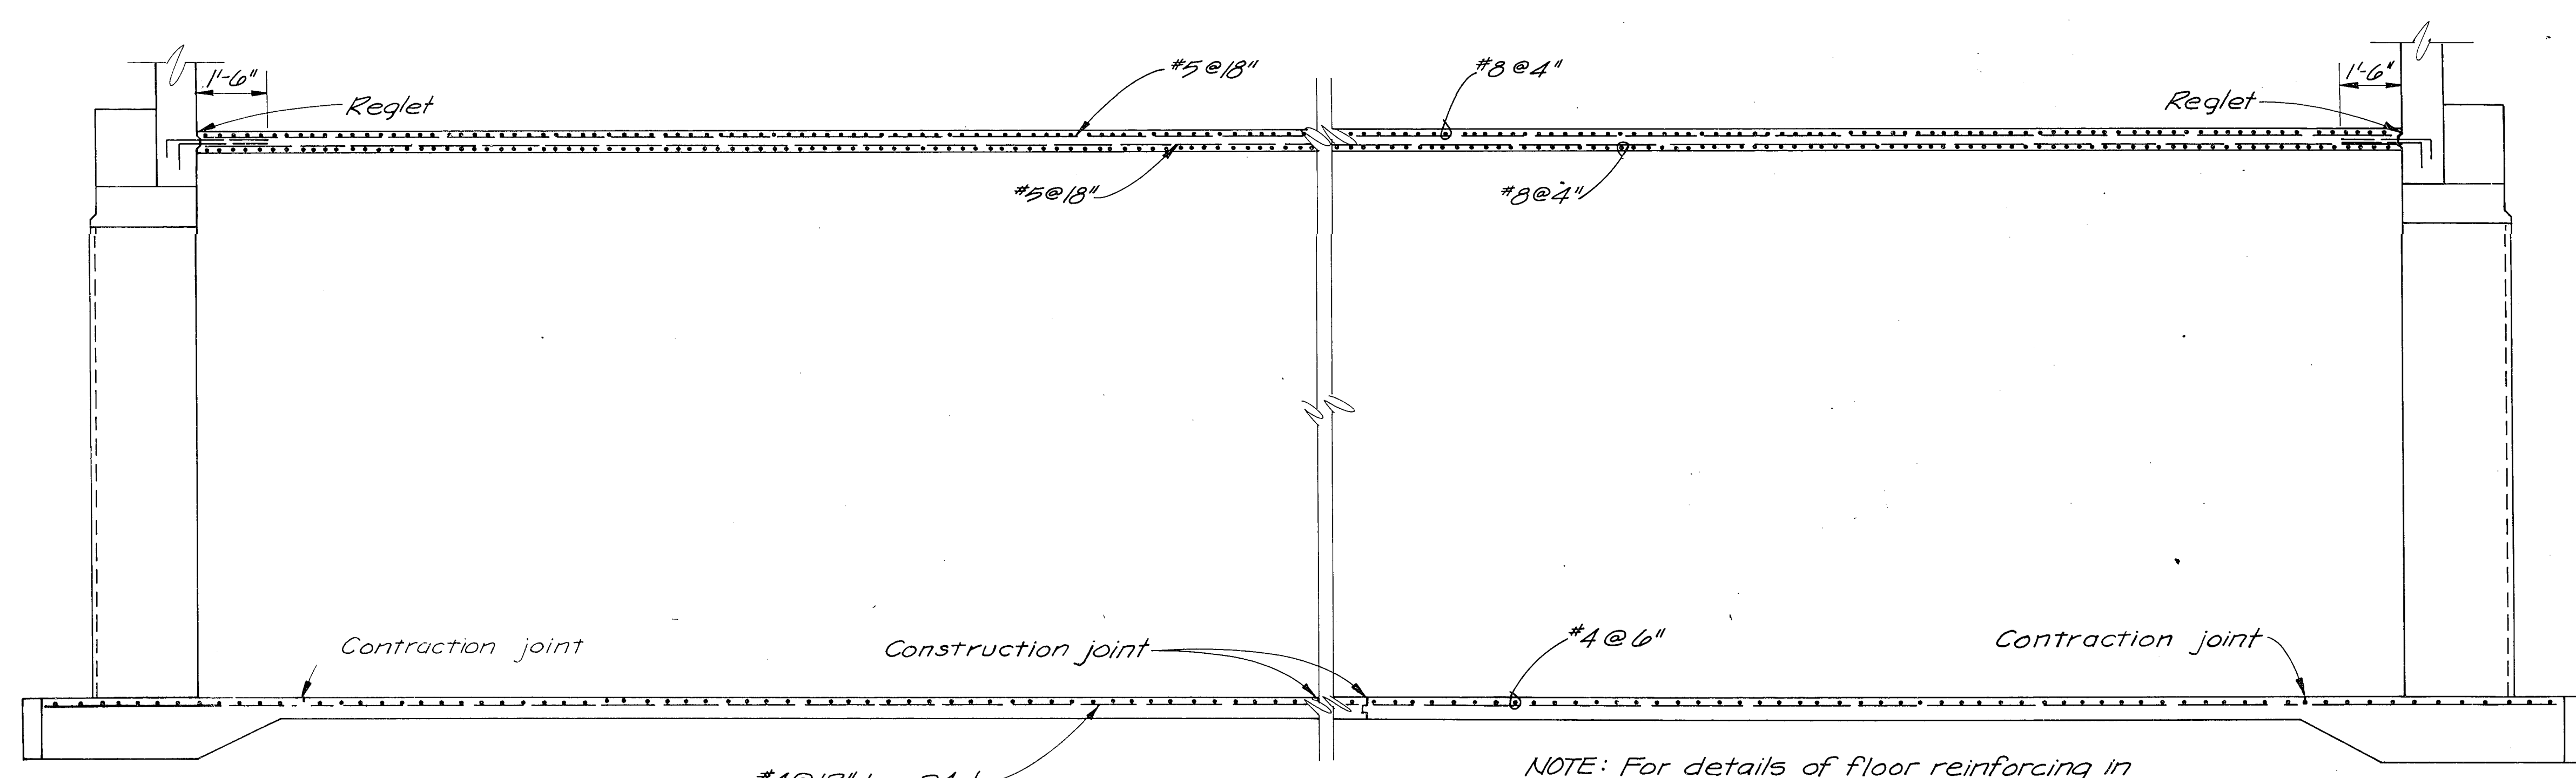 #5@18"
#8@4"
1'-6"
1'-6"
Reglet
Reglet
#5@18"
#8@4"
Contraction joint
Construction joint
#4@6"
Contraction joint
NOTE: For details of floor reinforcing in